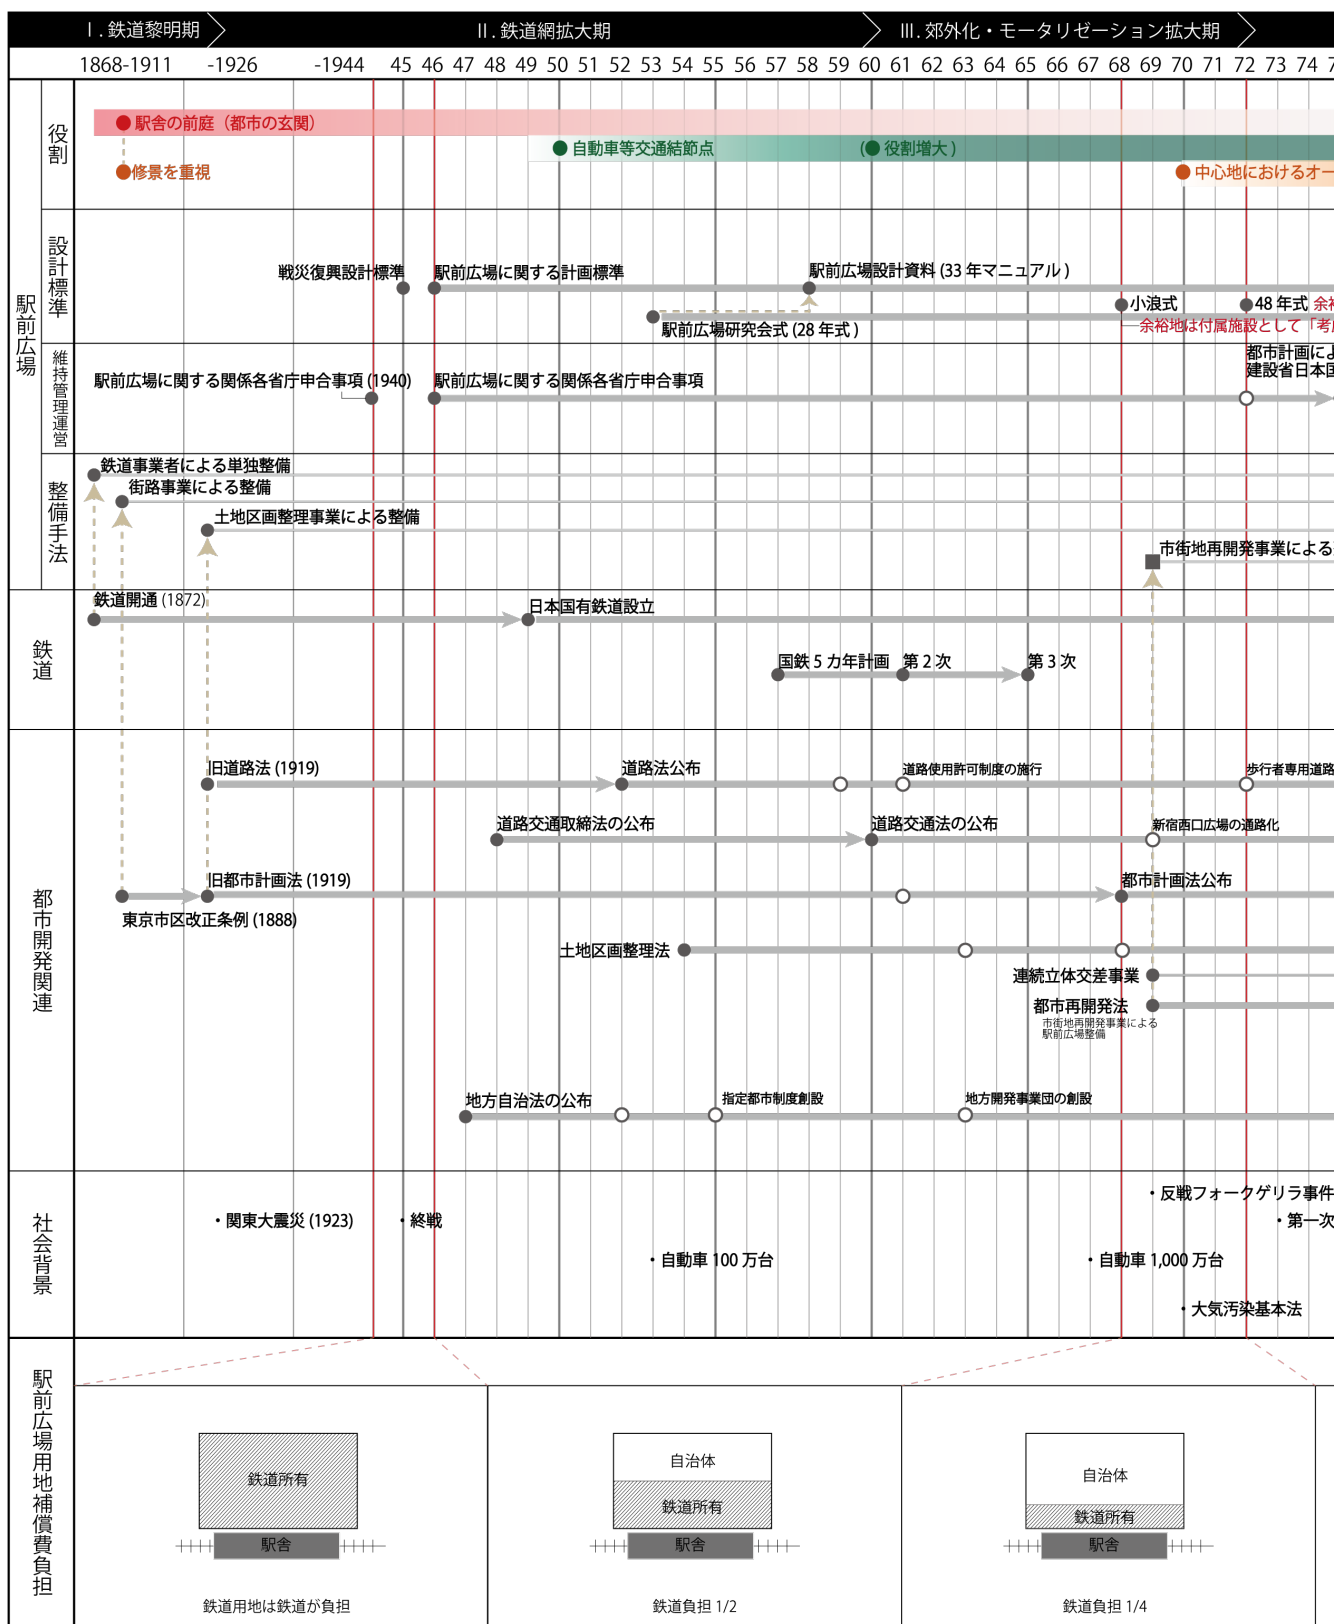 Ⅰ. 鉄道黎明期
Ⅱ. 鉄道網拡大期
Ⅲ. 郊外化・モータリゼーション拡大期
1868-1911 -1926 -1944 45 46 47 48 49 50 51 52 53 54 55 56 57 58 59 60 61 62 63 64 65 66 67 68 69 70 71 72 73 74 7
駅前広場
役割
駅舎の前庭（都市の玄関）
自動車等交通結節点
( 役割増大 )
修景を重視
中心地におけるオー
設計標準
戦災復興設計標準
駅前広場に関する計画標準
駅前広場設計資料 (33 年マニュアル )
小浪式
48 年式
駅前広場研究会式 (28 年式 )
余裕地は付属施設として「考
維持管理運営
駅前広場に関する関係各省庁申合事項 (1940)
駅前広場に関する関係各省庁申合事項
都市計画によ
建設省日本国
整備手法
鉄道事業者による単独整備
街路事業による整備
土地区画整理事業による整備
市街地再開発事業による
鉄道
鉄道開通 (1872)
日本国有鉄道設立
国鉄 5 カ年計画
第 2 次
第 3 次
都市開発関連
旧道路法 (1919)
道路法公布
道路使用許可制度の施行
歩行者専用道路
道路交通取締法の公布
道路交通法の公布
新宿西口広場の通路化
旧都市計画法 (1919)
都市計画法公布
東京市区改正条例 (1888)
土地区画整理法
連続立体交差事業
都市再開発法
市街地再開発事業による
駅前広場整備
地方自治法の公布
指定都市制度創設
地方開発事業団の創設
社会背景
・反戦フォークゲリラ事件
・関東大震災 (1923)
・終戦
・第一次
・自動車 100 万台
・自動車 1,000 万台
・大気汚染基本法
駅前広場用地補償費負担
鉄道所有
駅舎
鉄道用地は鉄道が負担
自治体
鉄道所有
駅舎
鉄道負担 1/2
自治体
鉄道所有
駅舎
鉄道負担 1/4